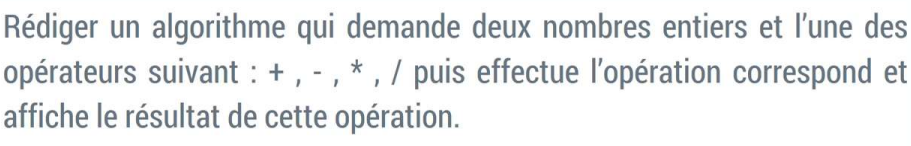 Rédiger un algorithme qui demande deux nombres entiers et l’une des
opérateurs suivant : + , - , * , / puis effectue l’opération correspond et
affiche le résultat de cette opération.